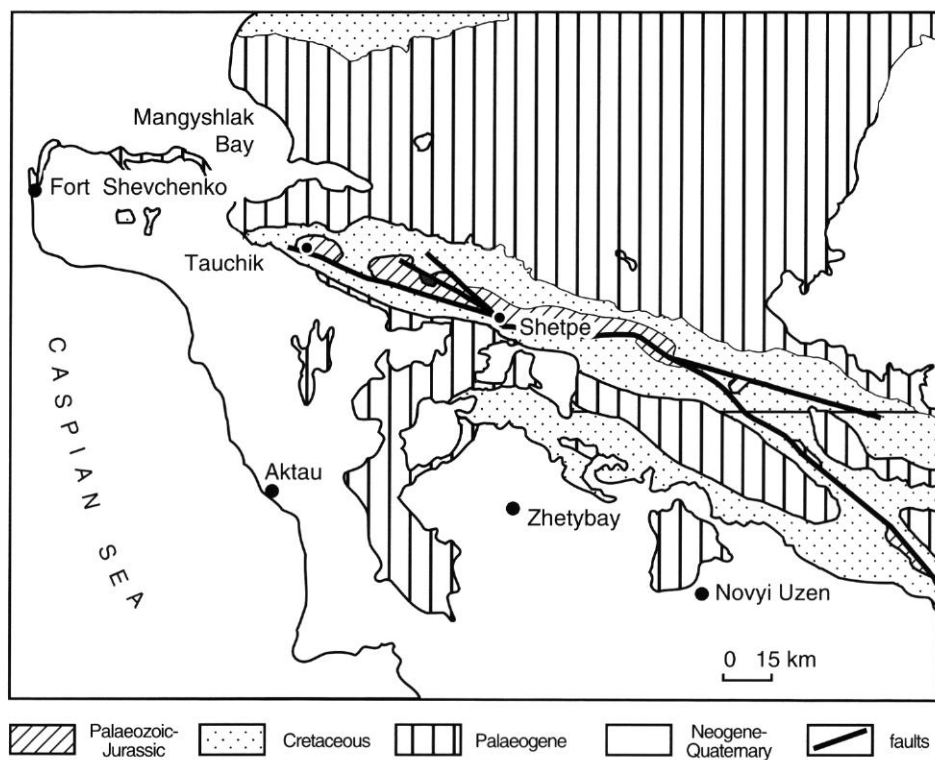 Mangyshlak
Bay
Fort Shevchenko
Tauchik
Shetpe
CASPIAN SEA
Aktau
Zhetybay
Novyi Uzen
0 15 km
Palaeozoic-
Jurassic
Cretaceous
Palaeogene
Neogene-
Quaternary
faults